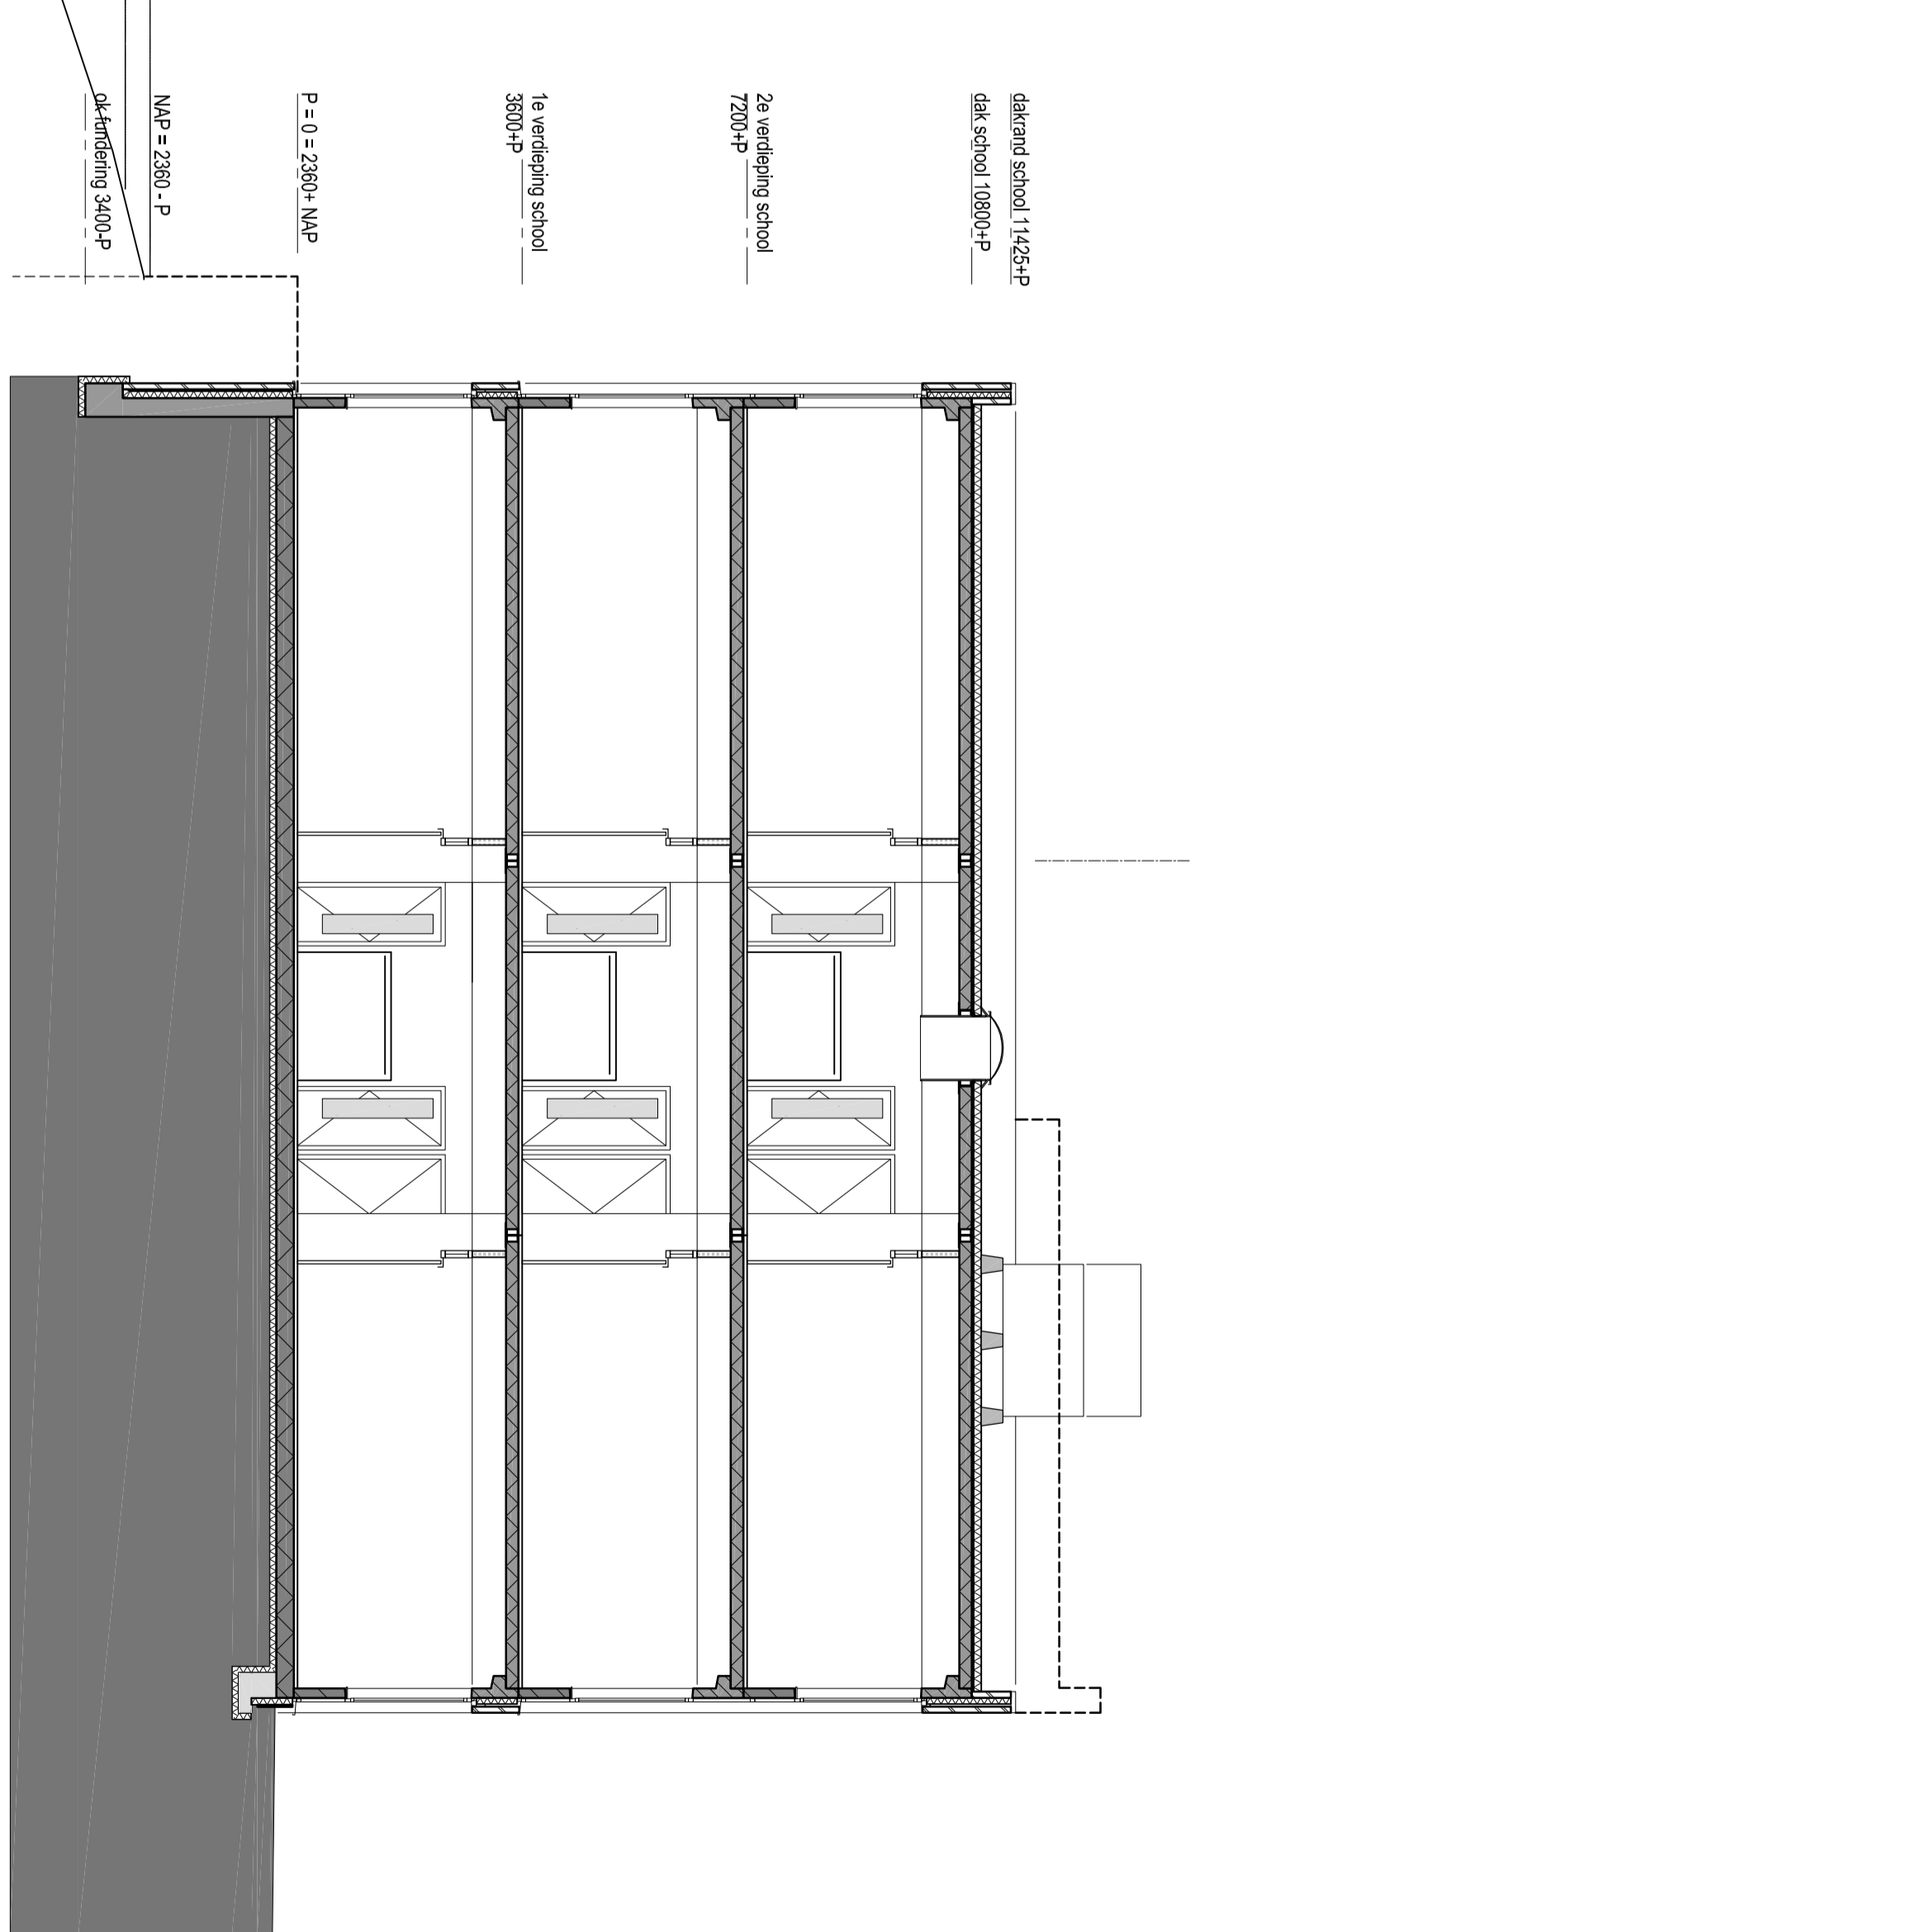 dakrand school 11425+P
dak school 10800+P
2e verdieping school
7200+P
1e verdieping school
3600+P
P = 0 = 2360+ NAP
NAP = 2360 - P
ok fundering 3400-P